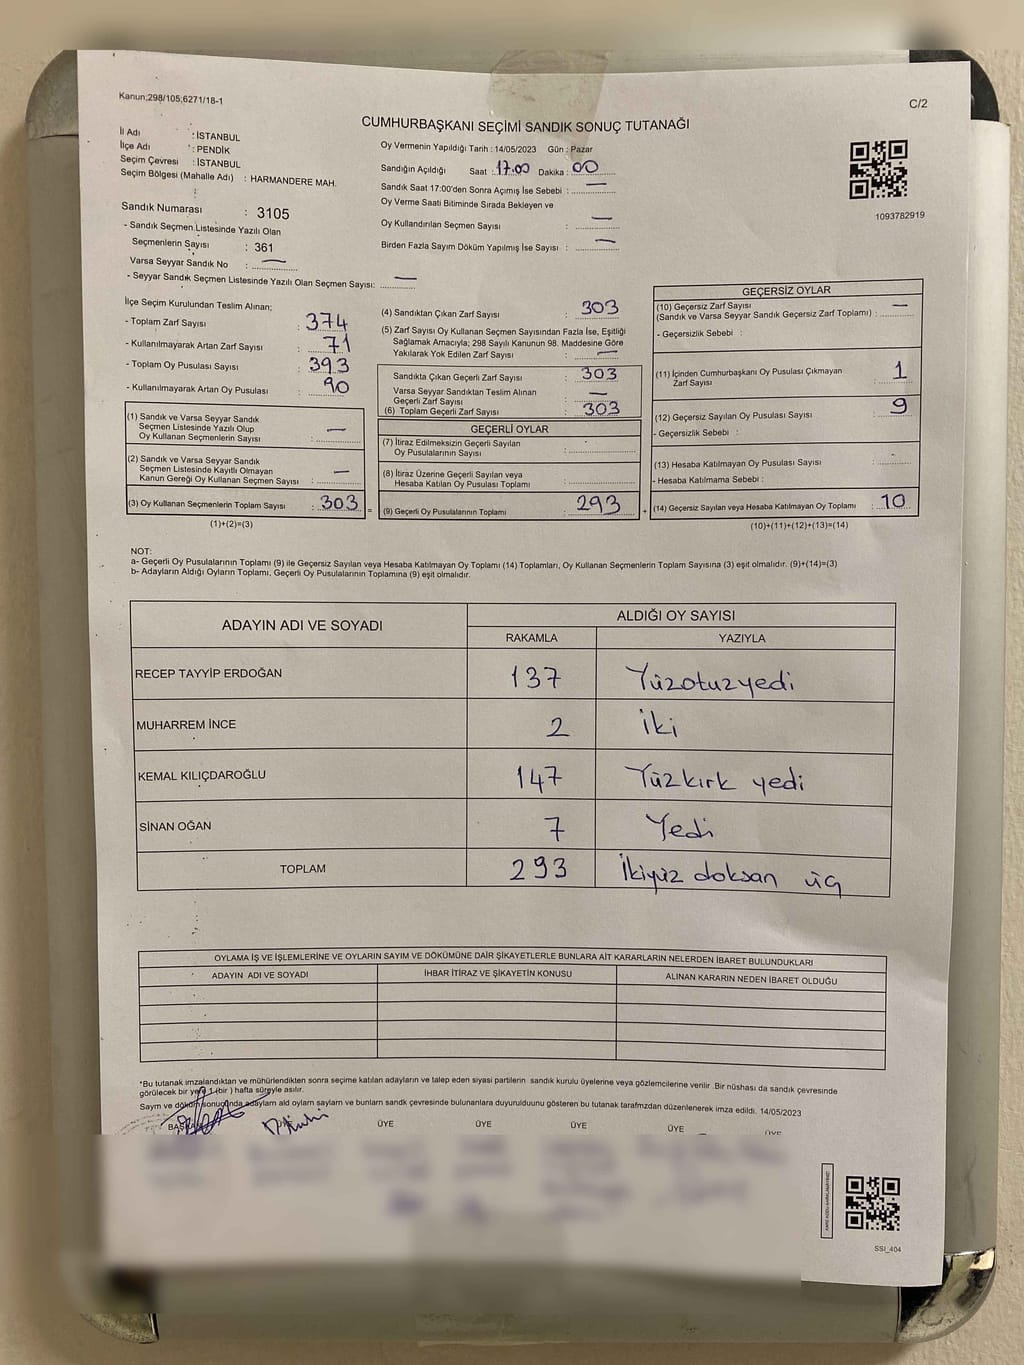 Kanun;298/105;6271/18-1
C/2
CUMHURBAŞKANI SEÇİMİ SANDIK SONUÇ TUTANAĞI
İl Adı : İSTANBUL
İlçe Adı : PENDİK
Seçim Çevresi : İSTANBUL
Seçim Bölgesi (Mahalle Adı) : HARMANDERE MAH.
Sandık Numarası : 3105
- Sandık Seçmen Listesinde Yazılı Olan
Seçmenlerin Sayısı : 361
Varsa Seyyar Sandık No : —
- Seyyar Sandık Seçmen Listesinde Yazılı Olan Seçmen Sayısı: —
Oy Vermenin Yapıldığı Tarih : 14/05/2023 Gün : Pazar
Sandığın Açıldığı Saat : 17.00 Dakika : 00
Sandık Saat 17:00'den Sonra Açımış İse Sebebi : —
Oy Verme Saati Bitiminde Sırada Bekleyen ve
Oy Kullandırılan Seçmen Sayısı : —
Birden Fazla Sayım Döküm Yapılmış İse Sayısı : —
1093782919
İlçe Seçim Kurulundan Teslim Alınan;
- Toplam Zarf Sayısı : 374
- Kullanılmayarak Artan Zarf Sayısı : 71
- Toplam Oy Pusulası Sayısı : 393
- Kullanılmayarak Artan Oy Pusulası : 90
(1) Sandık ve Varsa Seyyar Sandık
Seçmen Listesinde Yazılı Olup
Oy Kullanan Seçmenlerin Sayısı : —
(2) Sandık ve Varsa Seyyar Sandık
Seçmen Listesinde Kayıtlı Olmayan
Kanun Gereği Oy Kullanan Seçmen Sayısı : —
(3) Oy Kullanan Seçmenlerin Toplam Sayısı : 303 =
(1)+(2)=(3)
(4) Sandıktan Çıkan Zarf Sayısı : 303
(5) Zarf Sayısı Oy Kullanan Seçmen Sayısından Fazla İse, Eşitliği
Sağlamak Amacıyla; 298 Sayılı Kanunun 98. Maddesine Göre
Yakılarak Yok Edilen Zarf Sayısı : —
Sandıkta Çıkan Geçerli Zarf Sayısı : 303
Varsa Seyyar Sandıktan Teslim Alınan
Geçerli Zarf Sayısı : —
(6) Toplam Geçerli Zarf Sayısı : 303
GEÇERLİ OYLAR
(7) İtiraz Edilmeksizin Geçerli Sayılan
Oy Pusulalarının Sayısı :
(8) İtiraz Üzerine Geçerli Sayılan veya
Hesaba Katılan Oy Pusulası Toplamı :
(9) Geçerli Oy Pusulalarının Toplamı : 293 +
GEÇERSİZ OYLAR
(10) Geçersiz Zarf Sayısı
(Sandık ve Varsa Seyyar Sandık Geçersiz Zarf Toplamı) : —
- Geçersizlik Sebebi :
(11) İçinden Cumhurbaşkanı Oy Pusulası Çıkmayan
Zarf Sayısı : 1
(12) Geçersiz Sayılan Oy Pusulası Sayısı : 9
- Geçersizlik Sebebi :
(13) Hesaba Katılmayan Oy Pusulası Sayısı :
- Hesaba Katılmama Sebebi :
(14) Geçersiz Sayılan veya Hesaba Katılmayan Oy Toplamı : 10
(10)+(11)+(12)+(13)=(14)
NOT:
a- Geçerli Oy Pusulalarının Toplamı (9) ile Geçersiz Sayılan veya Hesaba Katılmayan Oy Toplamı (14) Toplamları, Oy Kullanan Seçmenlerin Toplam Sayısına (3) eşit olmalıdır. (9)+(14)=(3)
b- Adayların Aldığı Oyların Toplamı, Geçerli Oy Pusulalarının Toplamına (9) eşit olmalıdır.
ADAYIN ADI VE SOYADI ALDIĞI OY SAYISI
RAKAMLA YAZIYLA
RECEP TAYYİP ERDOĞAN 137 Yüzotuzyedi
MUHARREM İNCE 2 İki
KEMAL KILIÇDAROĞLU 147 Yüzkırk yedi
SİNAN OĞAN 7 Yedi
TOPLAM 293 İkiyüz doksan üç
OYLAMA İŞ VE İŞLEMLERİNE VE OYLARIN SAYIM VE DÖKÜMÜNE DAİR ŞİKAYETLERLE BUNLARA AİT KARARLARIN NELERDEN İBARET BULUNDUKLARI
ADAYIN ADI VE SOYADI İHBAR İTİRAZ VE ŞİKAYETİN KONUSU ALINAN KARARIN NEDEN İBARET OLDUĞU
*Bu tutanak imzalandıktan ve mühürlendikten sonra seçime katılan adayların ve talep eden siyasi partilerin sandık kurulu üyelerine veya gözlemcilerine verilir .Bir nüshası da sandık çevresinde
görülecek bir yere 1 (bir ) hafta süreyle asılır.
Sayım ve döküm sonucunda adayların aldı oyların sayların ve bunların sandk çevresinde bulunanlara duyurulduunu gösteren bu tutanak tarafmzdan düzenlenerek imza edildi. 14/05/2023
BAŞKAN ÜYE ÜYE ÜYE ÜYE ÜYE
SSI_404